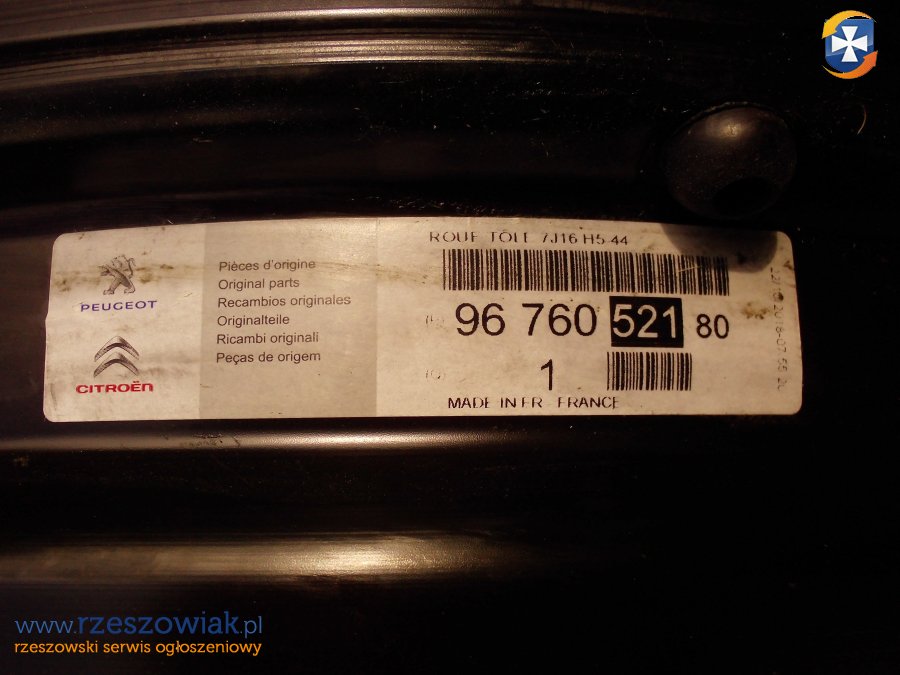 ROUE TOLE 7J16 H5-44
PEUGEOT
CITROËN
Pièces d'origine
Original parts
Recambios originales
Originalteile
Ricambi originali
Peças de origem
96 760 521 80
1
MADE IN FR - FRANCE
www.rzeszowiak.pl
rzeszowski serwis ogłoszeniowy